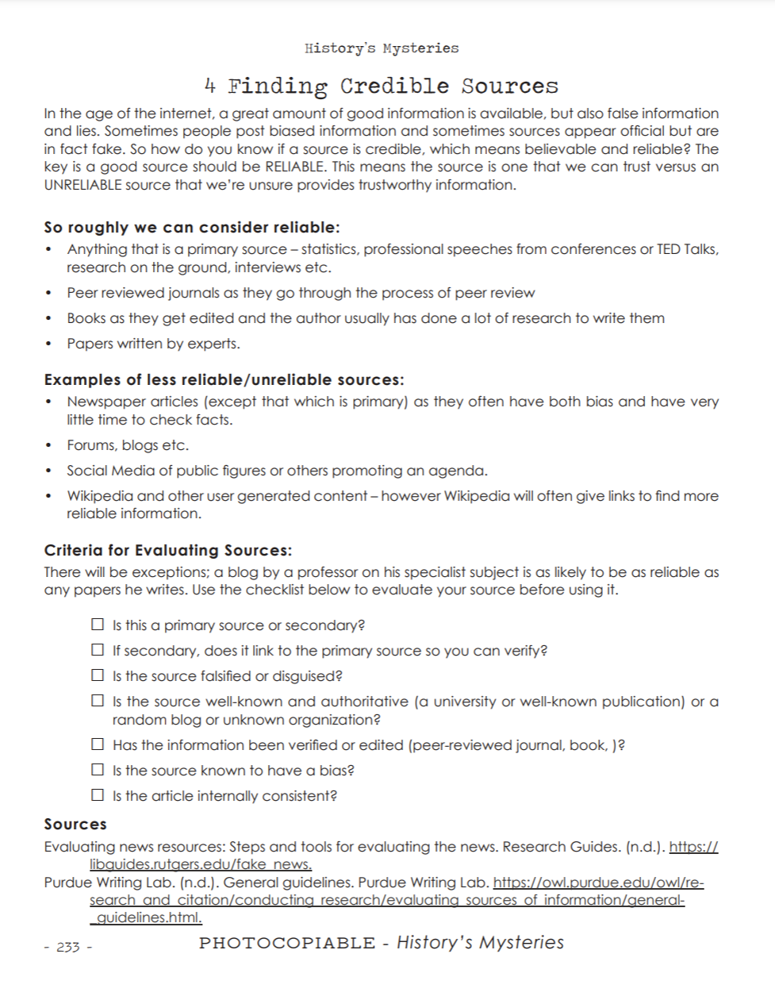 History's Mysteries
4 Finding Credible Sources
In the age of the internet, a great amount of good information is available, but also false information
and lies. Sometimes people post biased information and sometimes sources appear official but are
in fact fake. So how do you know if a source is credible, which means believable and reliable? The
key is a good source should be RELIABLE. This means the source is one that we can trust versus an
UNRELIABLE source that we're unsure provides trustworthy information.
So roughly we can consider reliable:
• Anything that is a primary source – statistics, professional speeches from conferences or TED Talks,
research on the ground, interviews etc.
• Peer reviewed journals as they go through the process of peer review
• Books as they get edited and the author usually has done a lot of research to write them
• Papers written by experts.
Examples of less reliable/unreliable sources:
• Newspaper articles (except that which is primary) as they often have both bias and have very
little time to check facts.
• Forums, blogs etc.
• Social Media of public figures or others promoting an agenda.
• Wikipedia and other user generated content – however Wikipedia will often give links to find more
reliable information.
Criteria for Evaluating Sources:
There will be exceptions; a blog by a professor on his specialist subject is as likely to be as reliable as
any papers he writes. Use the checklist below to evaluate your source before using it.
☐ Is this a primary source or secondary?
☐ If secondary, does it link to the primary source so you can verify?
☐ Is the source falsified or disguised?
☐ Is the source well-known and authoritative (a university or well-known publication) or a
random blog or unknown organization?
☐ Has the information been verified or edited (peer-reviewed journal, book, )?
☐ Is the source known to have a bias?
☐ Is the article internally consistent?
Sources
Evaluating news resources: Steps and tools for evaluating the news. Research Guides. (n.d.). https://
libguides.rutgers.edu/fake_news.
Purdue Writing Lab. (n.d.). General guidelines. Purdue Writing Lab. https://owl.purdue.edu/owl/re-
search_and_citation/conducting_research/evaluating_sources_of_information/general-
_guidelines.html.
- 233 - PHOTOCOPIABLE - History's Mysteries